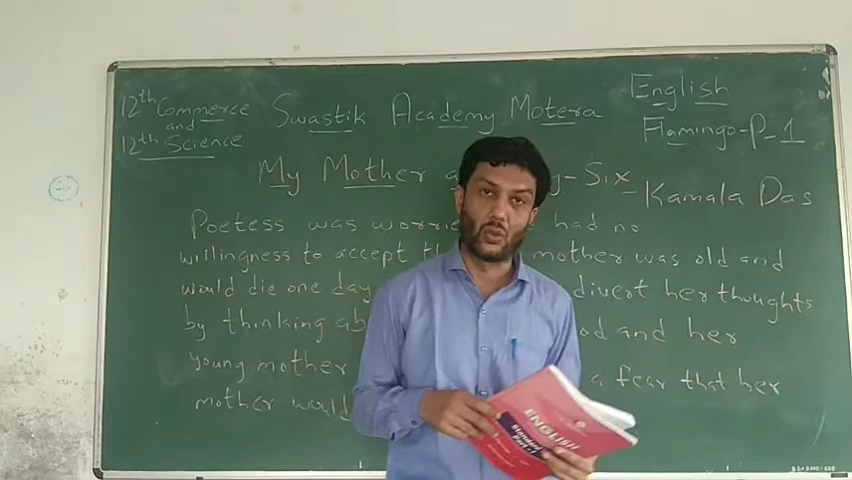 12th Commerce
and
12th Science
Swastik Academy Motera
English
Flamingo-P-1
My Mother a y-Six
Kamala Das
Poetess was worrie had no
willingness to accept th mother was old and
would die one day divert her thoughts
by thinking ab od and her
young mother a fear that her
mother would
ENGLISH
Standard